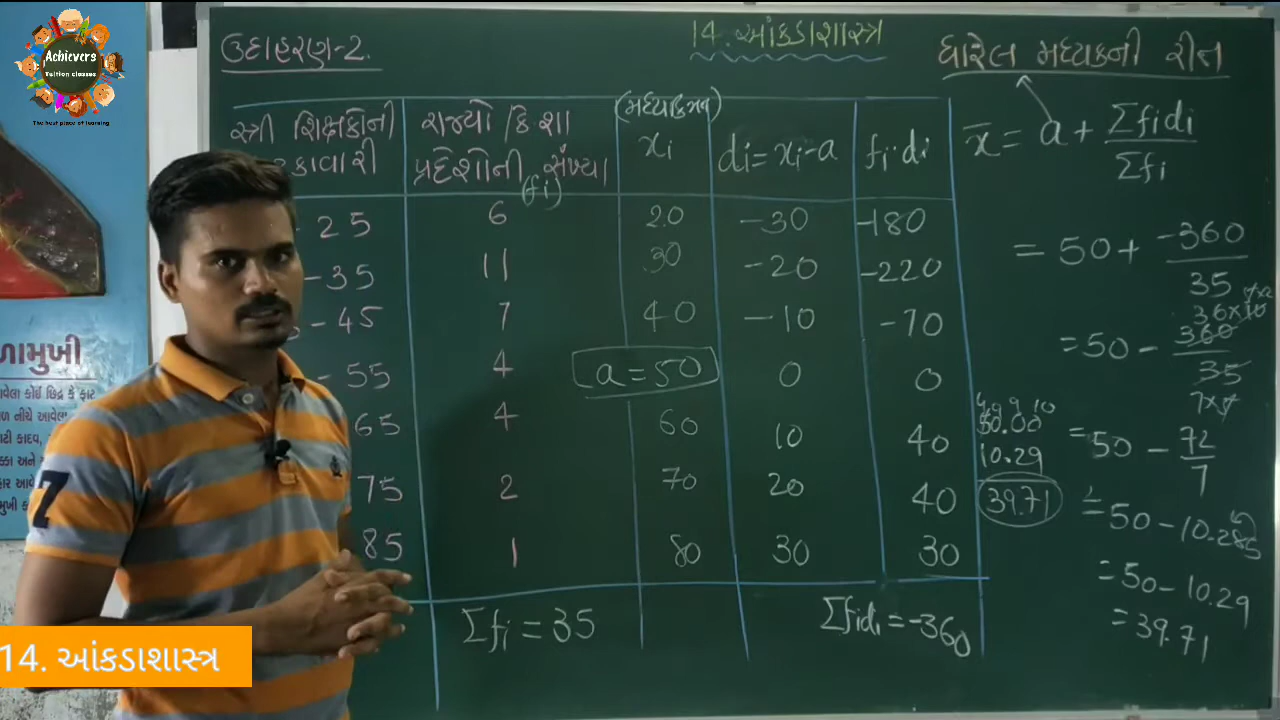 Achievers
Tuition classes
The best place of learning
ઉદાહરણ-2.
14. આંકડાશાસ્ત્ર
ધારેલ મધ્યકની રીત
સ્ત્રી શિક્ષકોની
ટકાવારી
રાજ્યો/કે.શા
પ્રદેશોની સંખ્યા
(fi)
(મધ્યકિંમત)
xi
di = xi - a
fi·di
x̄ = a + Σfidi / Σfi
25 6 20 -30 -180
-35 11 30 -20 -220
- 45 7 40 -10 -70
- 55 4 a = 50 0 0
65 4 60 10 40
75 2 70 20 40
85 1 80 30 30
Σfi = 35
Σfidi = -360
= 50 + -360 / 35
= 50 - 360 / 35
7x5
= 50 - 72 / 7
= 50 - 10.285
= 50 - 10.29
= 39.71
50.00
10.29
39.71
ળામુખી
7
14. આંકડાશાસ્ત્ર